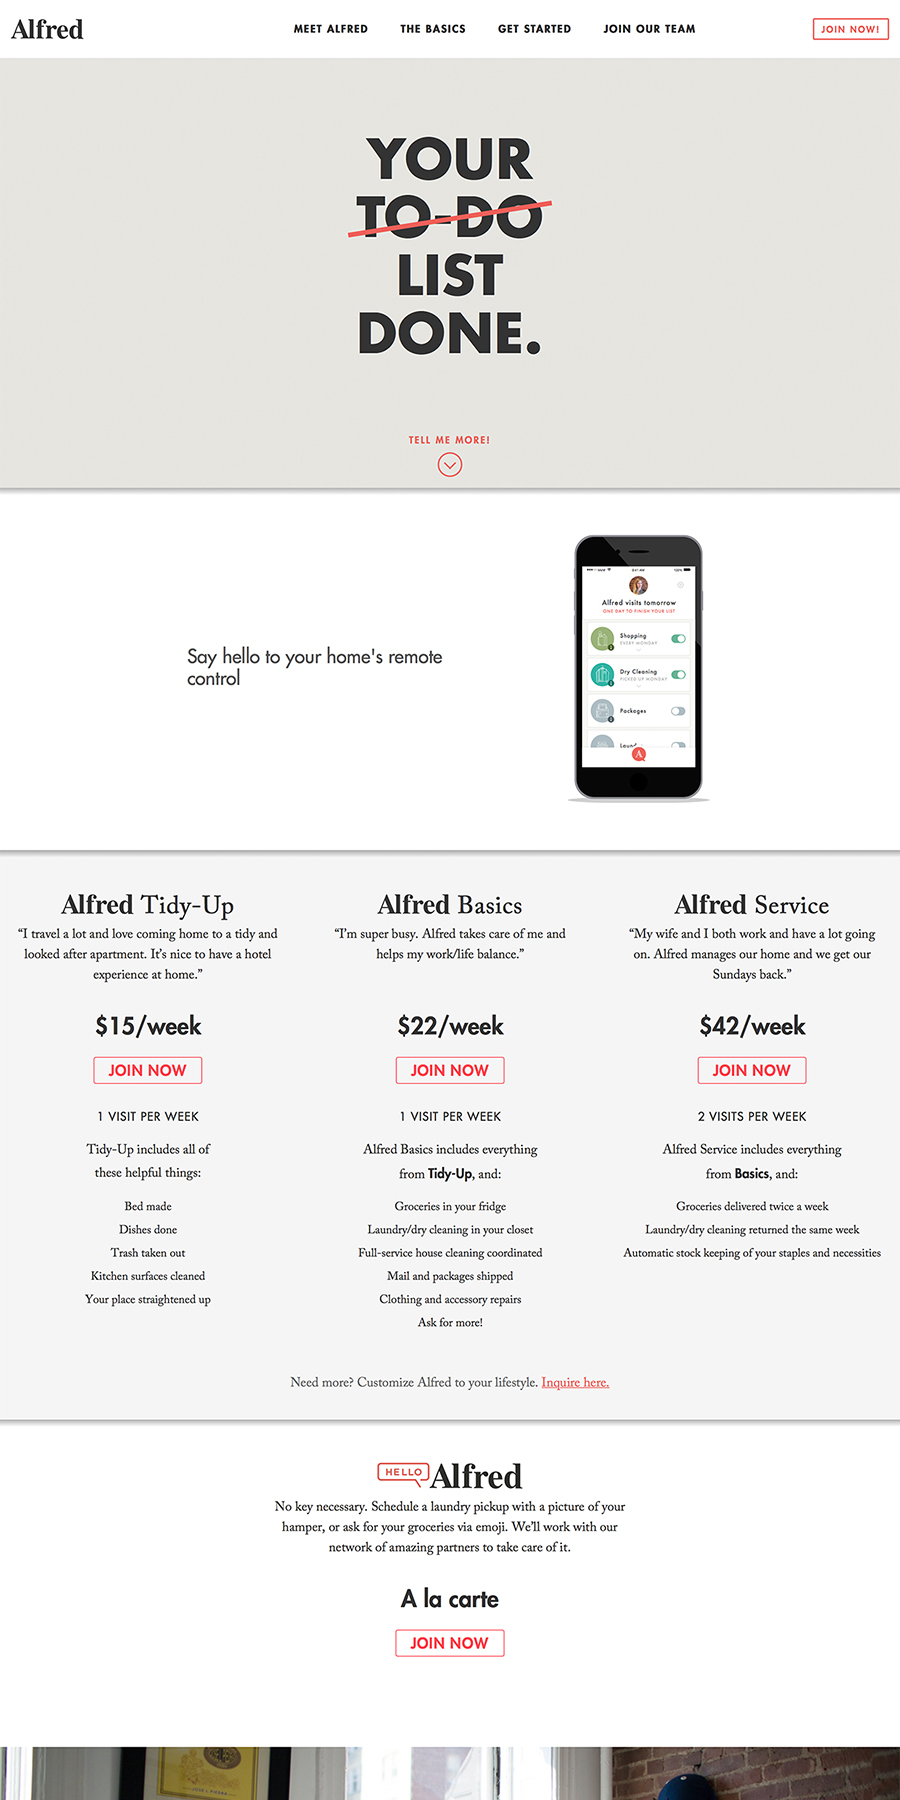 Alfred
MEET ALFRED THE BASICS GET STARTED JOIN OUR TEAM
JOIN NOW!
YOUR
TO-DO
LIST
DONE.
TELL ME MORE!
Say hello to your home's remote
control
9:41 AM
100%
Alfred visits tomorrow
ONE DAY TO FINISH YOUR LIST
Shopping
EVERY MONDAY
Dry Cleaning
PICKED UP MONDAY
Packages
A
Alfred Tidy-Up
“I travel a lot and love coming home to a tidy and
looked after apartment. It’s nice to have a hotel
experience at home.”
$15/week
JOIN NOW
1 VISIT PER WEEK
Tidy-Up includes all of
these helpful things:
Bed made
Dishes done
Trash taken out
Kitchen surfaces cleaned
Your place straightened up
Alfred Basics
“I’m super busy. Alfred takes care of me and
helps my work/life balance.”
$22/week
JOIN NOW
1 VISIT PER WEEK
Alfred Basics includes everything
from Tidy-Up, and:
Groceries in your fridge
Laundry/dry cleaning in your closet
Full-service house cleaning coordinated
Mail and packages shipped
Clothing and accessory repairs
Ask for more!
Alfred Service
“My wife and I both work and have a lot going
on. Alfred manages our home and we get our
Sundays back.”
$42/week
JOIN NOW
2 VISITS PER WEEK
Alfred Service includes everything
from Basics, and:
Groceries delivered twice a week
Laundry/dry cleaning returned the same week
Automatic stock keeping of your staples and necessities
Need more? Customize Alfred to your lifestyle. Inquire here.
HELLO Alfred
No key necessary. Schedule a laundry pickup with a picture of your
hamper, or ask for your groceries via emoji. We’ll work with our
network of amazing partners to take care of it.
A la carte
JOIN NOW